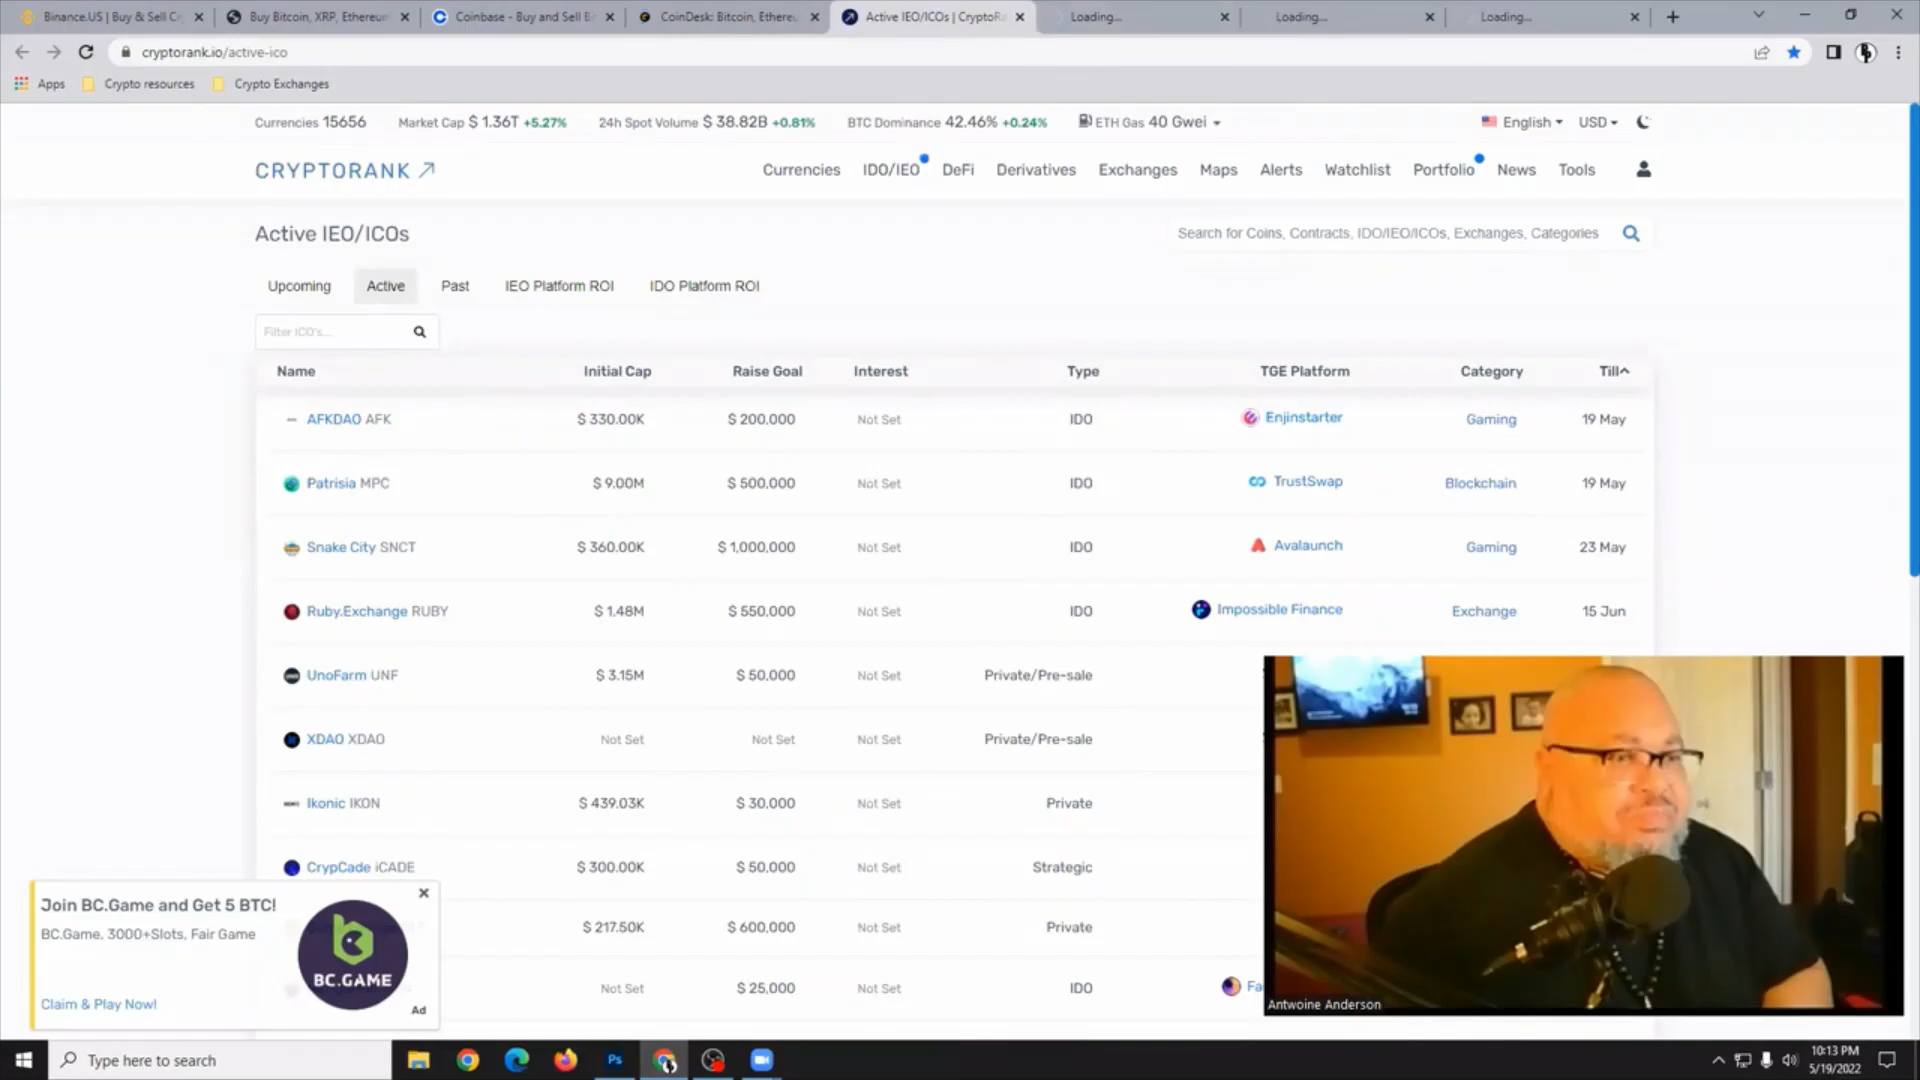 Binance.US | Buy & Sell Cr
Buy Bitcoin, XRP, Ethereum
Coinbase - Buy and Sell Bi
CoinDesk: Bitcoin, Ethereu
Active IEO/ICOs | CryptoRa
Loading...
Loading...
Loading...
cryptorank.io/active-ico
Apps
Crypto resources
Crypto Exchanges
Currencies 15656
Market Cap $ 1.36T +5.27%
24h Spot Volume $ 38.82B +0.81%
BTC Dominance 42.46% +0.24%
ETH Gas 40 Gwei
English
USD
CRYPTORANK
Currencies
IDO/IEO
DeFi
Derivatives
Exchanges
Maps
Alerts
Watchlist
Portfolio
News
Tools
Active IEO/ICOs
Search for Coins, Contracts, IDO/IEO/ICOs, Exchanges, Categories
Upcoming
Active
Past
IEO Platform ROI
IDO Platform ROI
Filter ICO's...
Name Initial Cap Raise Goal Interest Type TGE Platform Category Till
AFKDAO AFK $ 330.00K $ 200,000 Not Set IDO Enjinstarter Gaming 19 May
Patrisia MPC $ 9.00M $ 500,000 Not Set IDO TrustSwap Blockchain 19 May
Snake City SNCT $ 360.00K $ 1,000,000 Not Set IDO Avalaunch Gaming 23 May
Ruby.Exchange RUBY $ 1.48M $ 550,000 Not Set IDO Impossible Finance Exchange 15 Jun
UnoFarm UNF $ 3.15M $ 50,000 Not Set Private/Pre-sale
XDAO XDAO Not Set Not Set Not Set Private/Pre-sale
Ikonic IKON $ 439.03K $ 30,000 Not Set Private
CrypCade iCADE $ 300.00K $ 50,000 Not Set Strategic
$ 217.50K $ 600,000 Not Set Private
Not Set $ 25,000 Not Set IDO Fa
Join BC.Game and Get 5 BTC!
BC.Game, 3000+Slots, Fair Game
BC.GAME
Claim & Play Now!
Ad
Antwoine Anderson
Type here to search
Ps
10:13 PM
5/19/2022